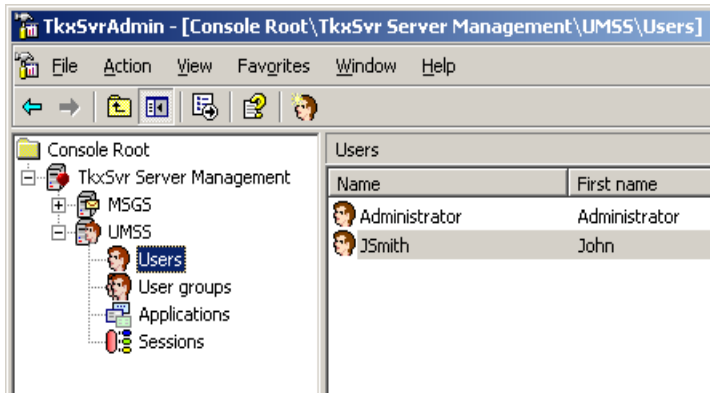 TkxSvrAdmin - [Console Root\TkxSvr Server Management\UMSS\Users]
File Action View Favorites Window Help
Console Root
TkxSvr Server Management
MSGS
UMSS
Users
User groups
Applications
Sessions
Users
Name First name
Administrator Administrator
JSmith John